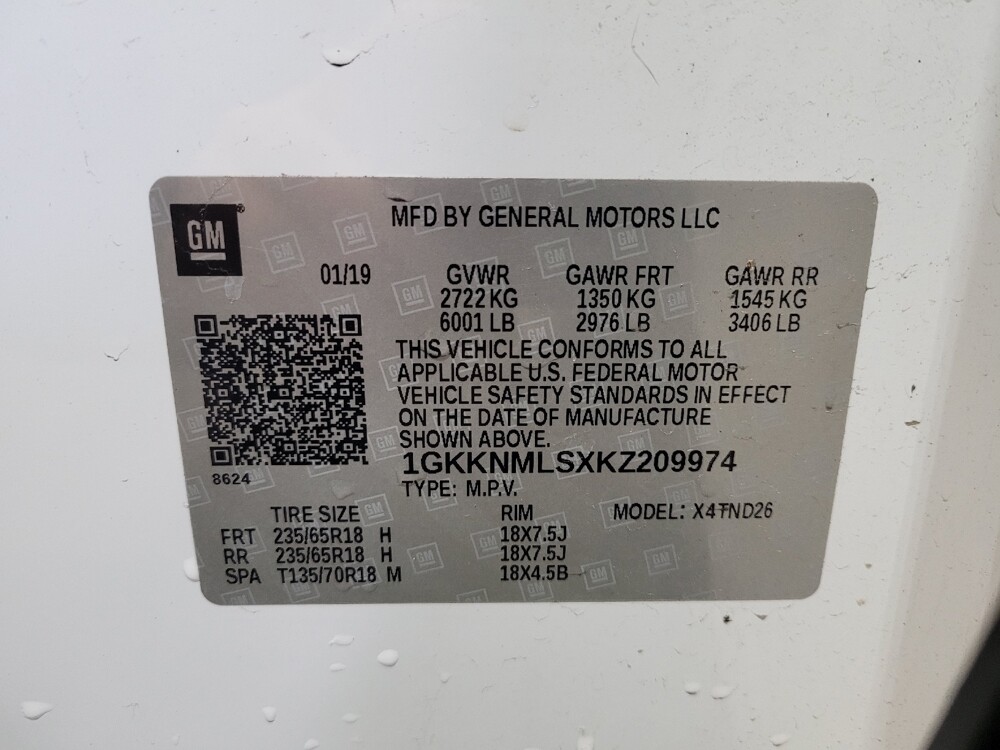 GM
MFD BY GENERAL MOTORS LLC
01/19 GVWR GAWR FRT GAWR RR
2722 KG 1350 KG 1545 KG
6001 LB 2976 LB 3406 LB
THIS VEHICLE CONFORMS TO ALL
APPLICABLE U.S. FEDERAL MOTOR
VEHICLE SAFETY STANDARDS IN EFFECT
ON THE DATE OF MANUFACTURE
SHOWN ABOVE.
1GKKNMLSXKZ209974
8624
TYPE: M.P.V.
TIRE SIZE RIM MODEL: X4TND26
FRT 235/65R18 H 18X7.5J
RR 235/65R18 H 18X7.5J
SPA T135/70R18 M 18X4.5B